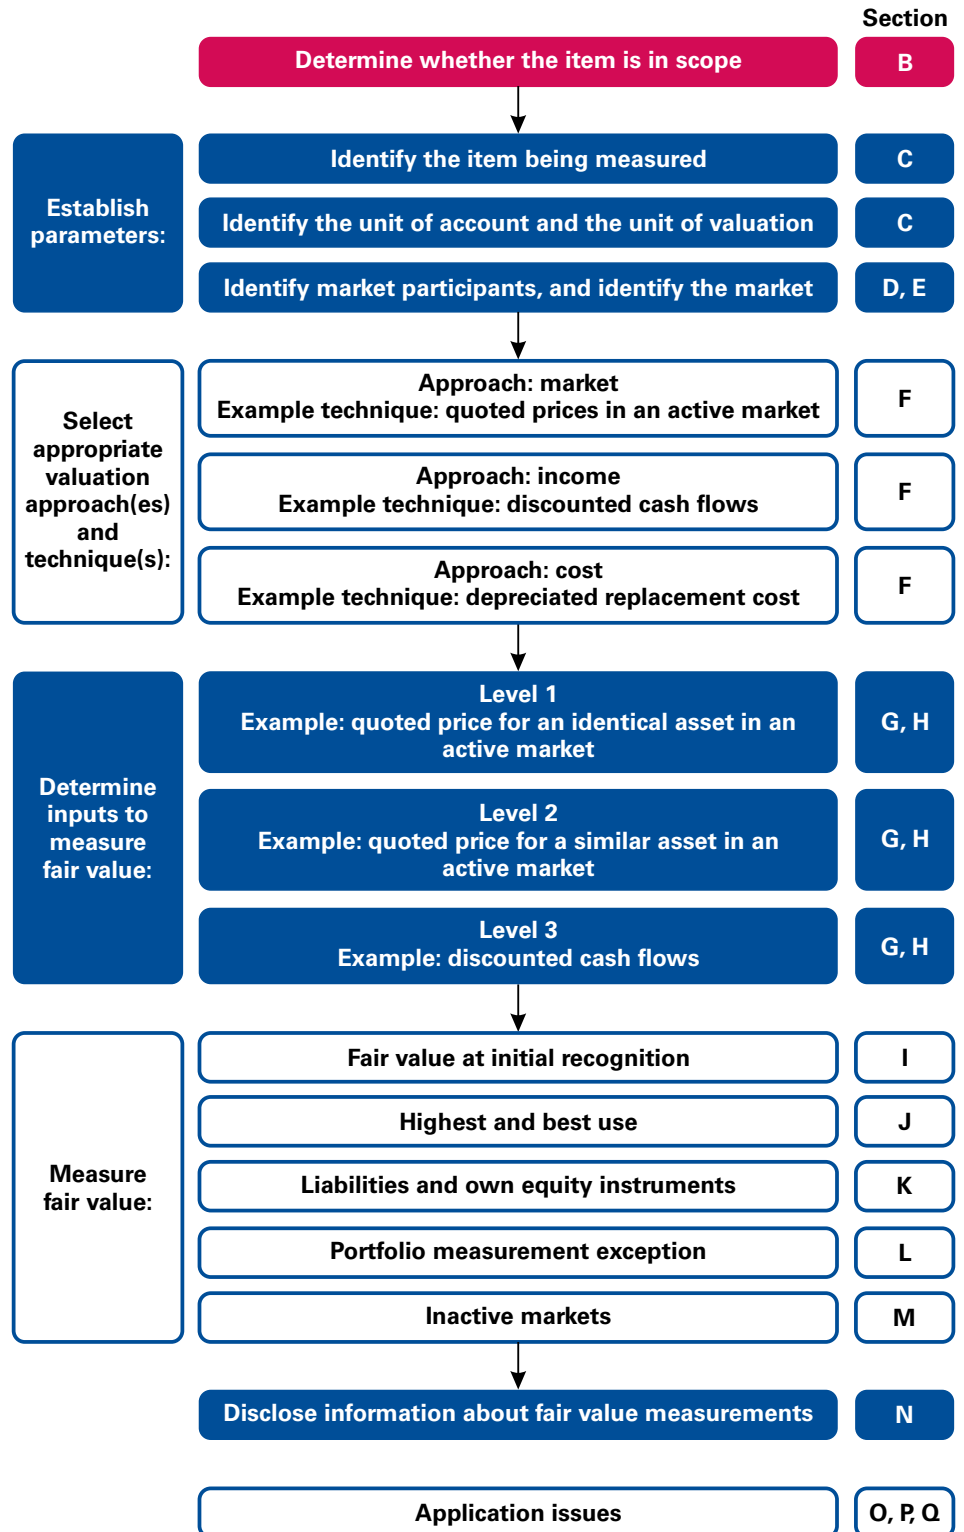 Section
Determine whether the item is in scope
B
Establish
parameters:
Identify the item being measured
C
Identify the unit of account and the unit of valuation
C
Identify market participants, and identify the market
D, E
Select
appropriate
valuation
approach(es)
and
technique(s):
Approach: market
Example technique: quoted prices in an active market
F
Approach: income
Example technique: discounted cash flows
F
Approach: cost
Example technique: depreciated replacement cost
F
Determine
inputs to
measure
fair value:
Level 1
Example: quoted price for an identical asset in an
active market
G, H
Level 2
Example: quoted price for a similar asset in an
active market
G, H
Level 3
Example: discounted cash flows
G, H
Measure
fair value:
Fair value at initial recognition
I
Highest and best use
J
Liabilities and own equity instruments
K
Portfolio measurement exception
L
Inactive markets
M
Disclose information about fair value measurements
N
Application issues
O, P, Q